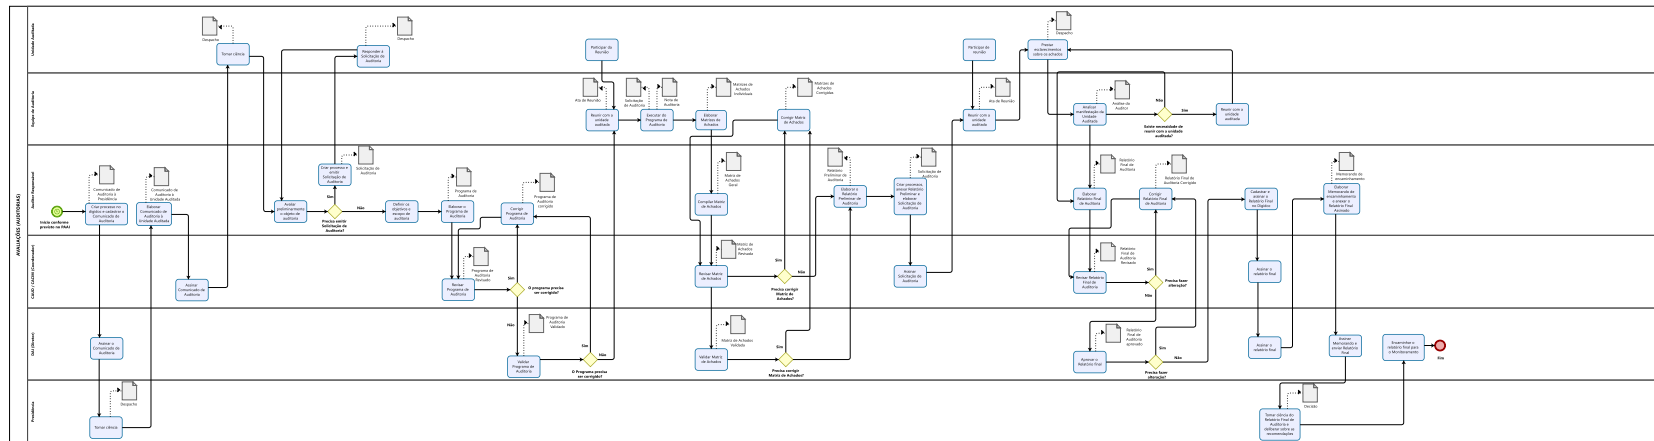 AVALIAÇÕES (AUDITORIAS)
Unidade Auditada
Despacho
Tomar ciência
Responder à
Solicitação de
Auditoria
Despacho
Participar da
Reunião
Participar da
reunião
Prestar
esclarecimentos
sobre os achados
Despacho
Equipe de Auditoria
Ata de Reunião
Reunir com a
unidade
auditada
Solicitação
de Auditoria
Nota de
Auditoria
Executar do
Programa de
Auditoria
Matrizes de
Achados
Individuais
Elaborar
Matrizes de
Achados
Matrizes de
Achados
Corrigidas
Corrigir Matriz
de Achados
Reunir com a
unidade
auditada
Ata de Reunião
Analisar
manifestação da
Unidade
Auditada
Análise do
Auditor
Não
Sim
Existe necessidade de
reunir com a unidade
auditada?
Reunir com a
unidade
auditada
Auditor Responsável
Início conforme
previsto no PAAI
Comunicado de
Auditoria à
Presidência
Criar processo no
digidoc e cadastrar o
Comunicado de
Auditoria
Comunicado de
Auditoria à
Unidade Auditada
Elaborar
Comunicado de
Auditoria à
Unidade Auditada
Avaliar
preliminarmente
o objeto de
auditoria
Criar processo e
emitir
Solicitação de
Auditoria
Solicitação de
Auditoria
Sim
Não
Precisa emitir
Solicitação de
Auditoria?
Definir os
objetivos e
escopo de
auditoria
Elaborar o
Programa de
Auditoria
Programa de
Auditoria
Corrigir
Programa de
Auditoria
Programa de
Auditoria
corrigido
Compilar Matriz
de Achados
Matriz de
Achados
Geral
Relatório
Preliminar de
Auditoria
Elaborar o
Relatório
Preliminar de
Auditoria
Solicitação
de Auditoria
Criar processos,
anexar Relatório
Preliminar e
elaborar
Solicitação de
Auditoria
Elaborar
Relatório Final
de Auditoria
Relatório
Final de
Auditoria
Corrigir
Relatório Final
de Auditoria
Relatório Final de
Auditoria Corrigido
Cadastrar e
assinar o
Relatório Final
no Digidoc
Memorando de
encaminhamento
Elaborar
Memorando de
encaminhamento
e anexar o
Relatório Final
Assinado
Assinar
Comunicado de
Auditoria
Revisar
Programa de
Auditoria
Programa de
Auditoria
Revisado
Sim
Não
O programa precisa
ser corrigido?
Revisar Matriz
de Achados
Matriz de
Achados
Revisada
Sim
Não
Precisa corrigir
Matriz de
Achados?
Assinar
Solicitação de
Auditoria
Revisar Relatório
Final de
Auditoria
Relatório
Final de
Auditoria
Revisado
Sim
Não
Precisa fazer
alteração?
Assinar o
relatório final
Assinar o
Comunicado de
Auditoria
Validar
Programa de
Auditoria
Programa de
Auditoria
Validado
Sim
Não
O Programa precisa
ser corrigido?
Validar Matriz
de Achados
Matriz de Achados
Validada
Sim
Não
Precisa corrigir
Matriz de Achados?
Aprovar o
Relatório Final
Relatório
Final de
Auditoria
aprovado
Sim
Não
Precisa fazer
alteração?
Assinar o
relatório final
Assinar
Memorando e
enviar Relatório
Final
Encaminhar o
relatório final para
o Monitoramento
Fim
Presidência
Tomar ciência
Despacho
Tomar ciência do
Relatório Final de
Auditoria e
deliberar sobre as
recomendações
Decisão